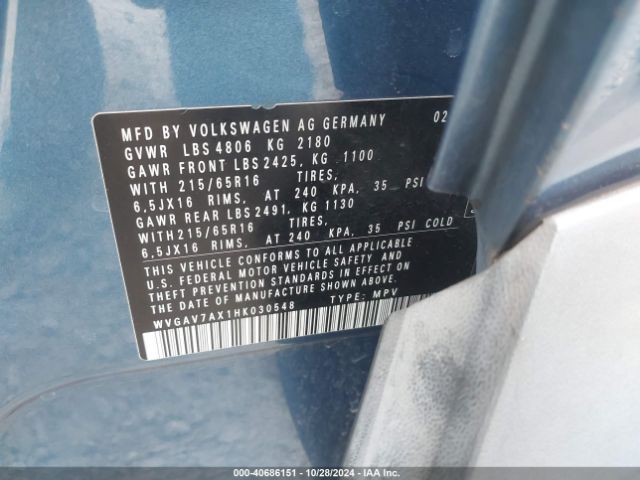 MFD BY VOLKSWAGEN AG GERMANY 02
GVWR LBS 4806 KG 2180
GAWR FRONT LBS 2425, KG 1100
WITH 215/65R16 TIRES,
6,5JX16 RIMS, AT 240 KPA, 35 PSI
GAWR REAR LBS 2491, KG 1130
WITH 215/65R16 TIRES,
6,5JX16 RIMS, AT 240 KPA, 35 PSI COLD
THIS VEHICLE CONFORMS TO ALL APPLICABLE
U.S. FEDERAL MOTOR VEHICLE SAFETY AND
THEFT PREVENTION STANDARDS IN EFFECT ON
THE DATE OF MANUFACTURE SHOWN ABOVE.
WVGAV7AX1HK030548 TYPE: MPV
000-40686151 | 10/28/2024 - IAA Inc.